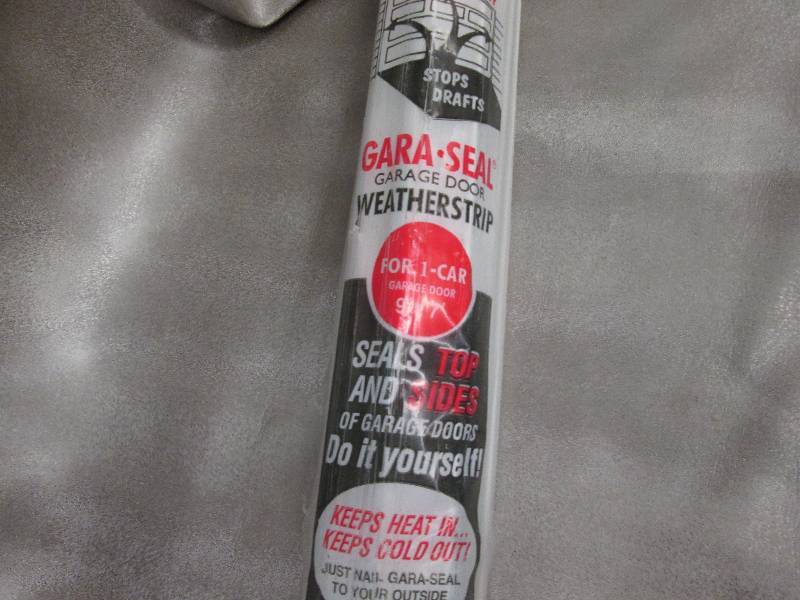 STOPS
DRAFTS
GARA·SEAL®
GARAGE DOOR
WEATHERSTRIP
FOR 1-CAR
GARAGE DOOR
SEALS TOP
AND SIDES
OF GARAGE DOORS
Do it yourself!
KEEPS HEAT IN...
KEEPS COLD OUT!
JUST NAIL GARA-SEAL
TO YOUR OUTSIDE